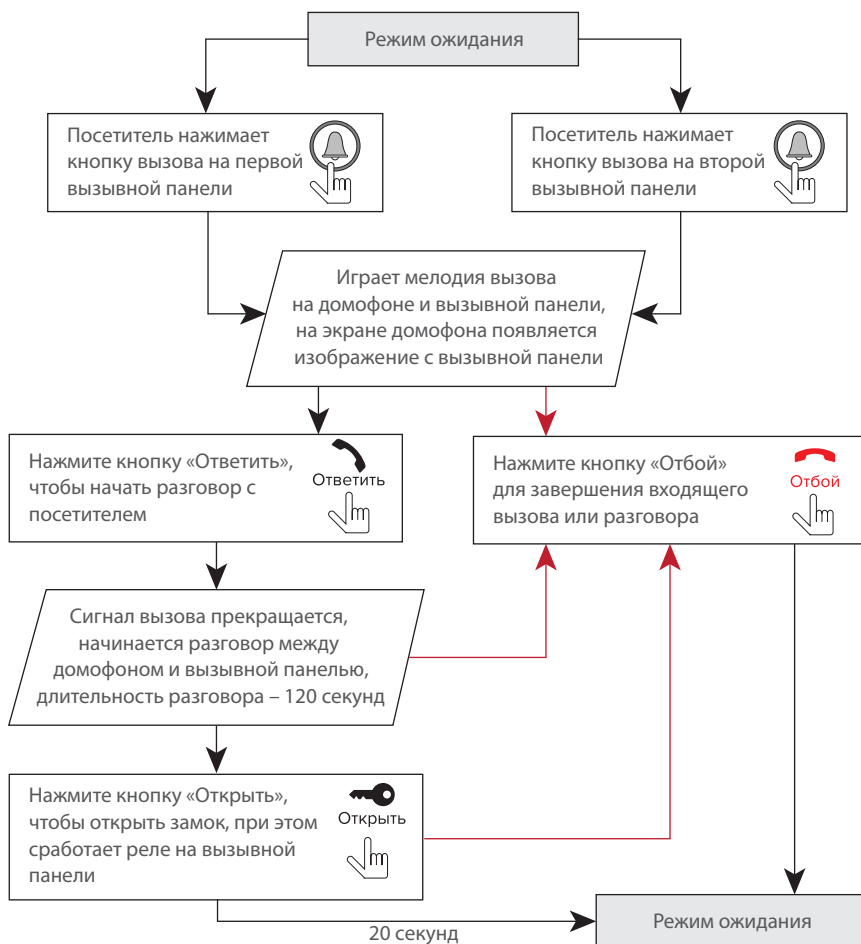 Режим ожидания
Посетитель нажимает
кнопку вызова на первой
вызывной панели
Посетитель нажимает
кнопку вызова на второй
вызывной панели
Играет мелодия вызова
на домофоне и вызывной панели,
на экране домофона появляется
изображение с вызывной панели
Нажмите кнопку «Ответить»,
чтобы начать разговор с
посетителем
Ответить
Нажмите кнопку «Отбой»
для завершения входящего
вызова или разговора
Отбой
Сигнал вызова прекращается,
начинается разговор между
домофоном и вызывной панелью,
длительность разговора – 120 секунд
Нажмите кнопку «Открыть»,
чтобы открыть замок, при этом
сработает реле на вызывной
панели
Открыть
20 секунд
Режим ожидания